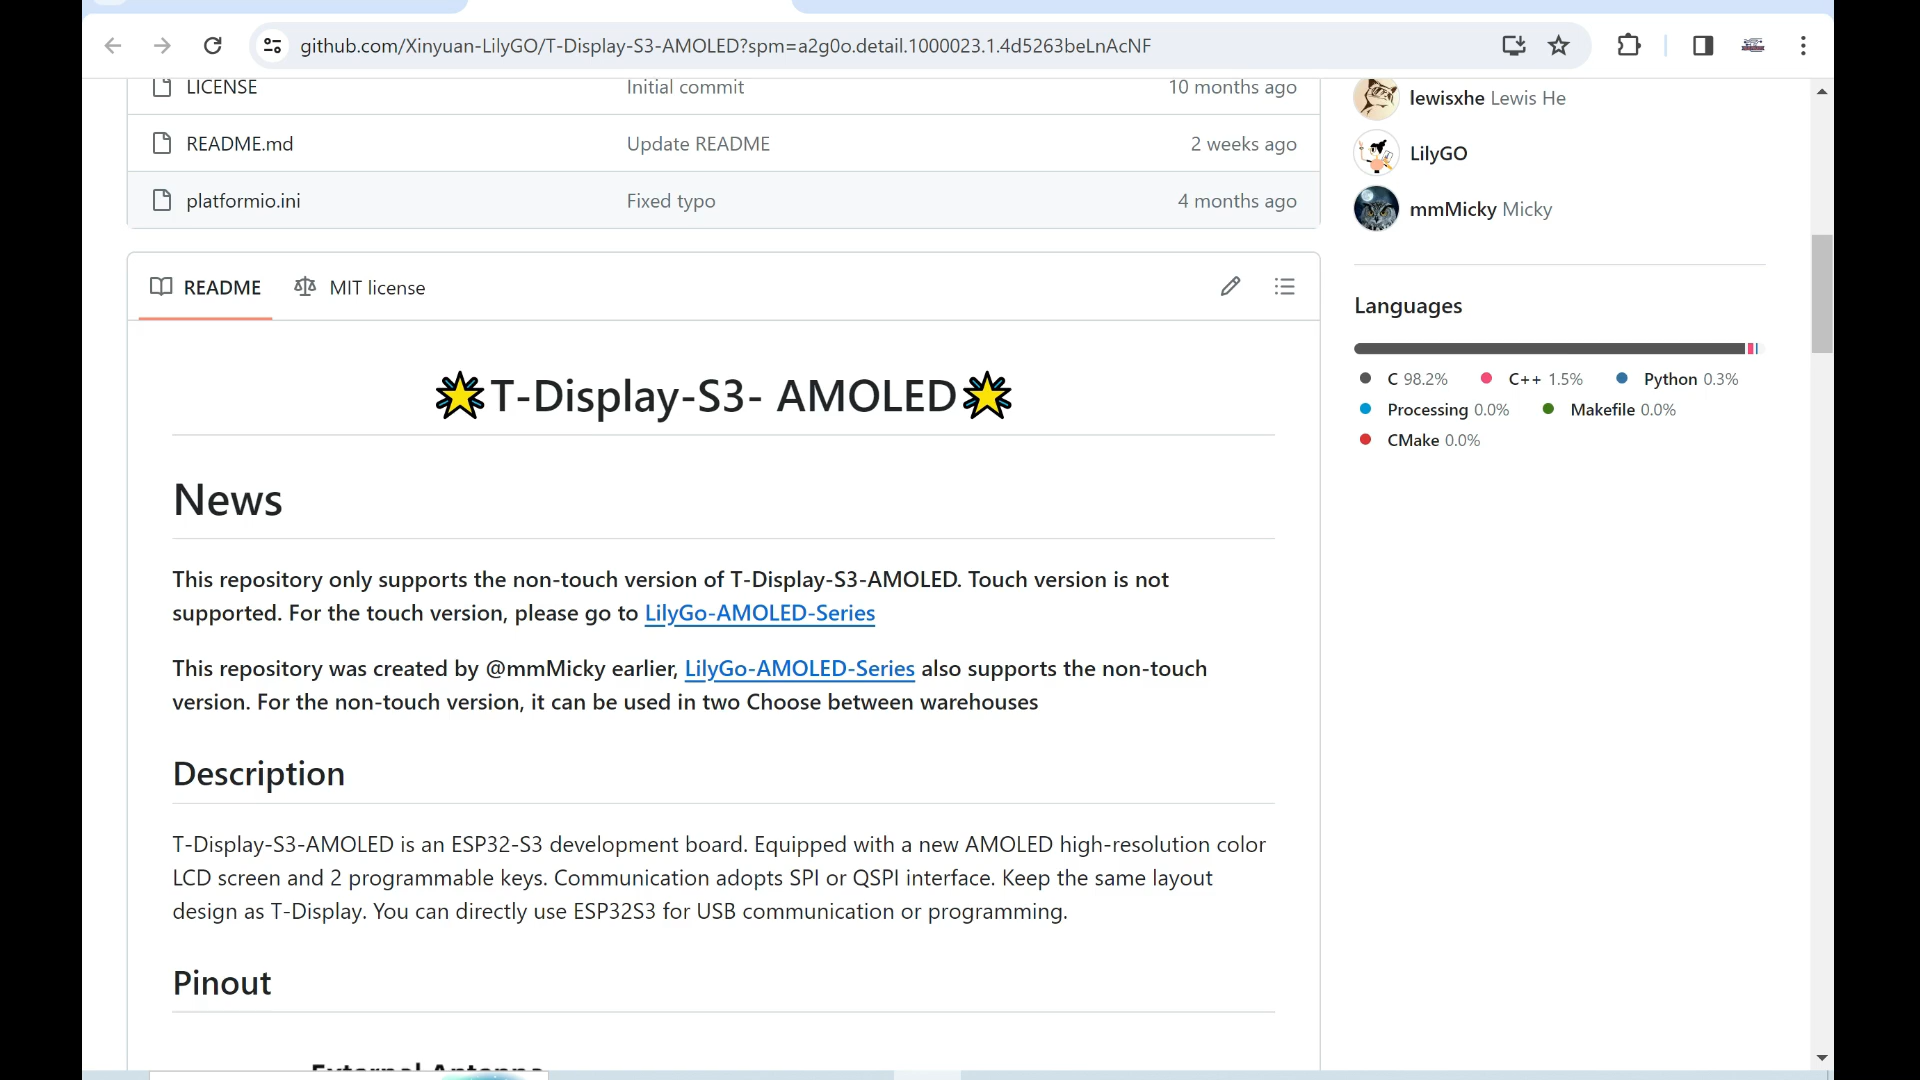 github.com/Xinyuan-LilyGO/T-Display-S3-AMOLED?spm=a2g0o.detail.1000023.1.4d5263beLnAcNF
LICENSE Initial commit 10 months ago
README.md Update README 2 weeks ago
platformio.ini Fixed typo 4 months ago
README MIT license
T-Display-S3- AMOLED
News
This repository only supports the non-touch version of T-Display-S3-AMOLED. Touch version is not
supported. For the touch version, please go to LilyGo-AMOLED-Series
This repository was created by @mmMicky earlier, LilyGo-AMOLED-Series also supports the non-touch
version. For the non-touch version, it can be used in two Choose between warehouses
Description
T-Display-S3-AMOLED is an ESP32-S3 development board. Equipped with a new AMOLED high-resolution color
LCD screen and 2 programmable keys. Communication adopts SPI or QSPI interface. Keep the same layout
design as T-Display. You can directly use ESP32S3 for USB communication or programming.
Pinout
External Antenna
lewisxhe Lewis He
LilyGO
mmMicky Micky
Languages
C 98.2% C++ 1.5% Python 0.3%
Processing 0.0% Makefile 0.0%
CMake 0.0%